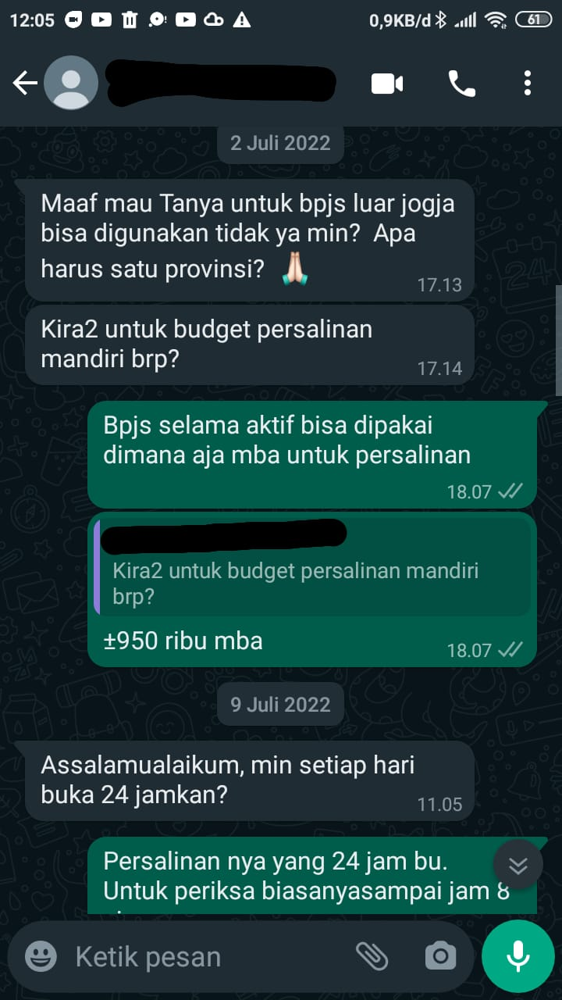 12:05
0,9KB/d
61
2 Juli 2022
Maaf mau Tanya untuk bpjs luar jogja
bisa digunakan tidak ya min?  Apa
harus satu provinsi? 🙏🏻
17.13
Kira2 untuk budget persalinan
mandiri brp?
17.14
Bpjs selama aktif bisa dipakai
dimana aja mba untuk persalinan
18.07
Kira2 untuk budget persalinan mandiri
brp?
±950 ribu mba
18.07
9 Juli 2022
Assalamualaikum, min setiap hari
buka 24 jamkan?
11.05
Persalinan nya yang 24 jam bu.
Untuk periksa biasanyasampai jam 8
Ketik pesan